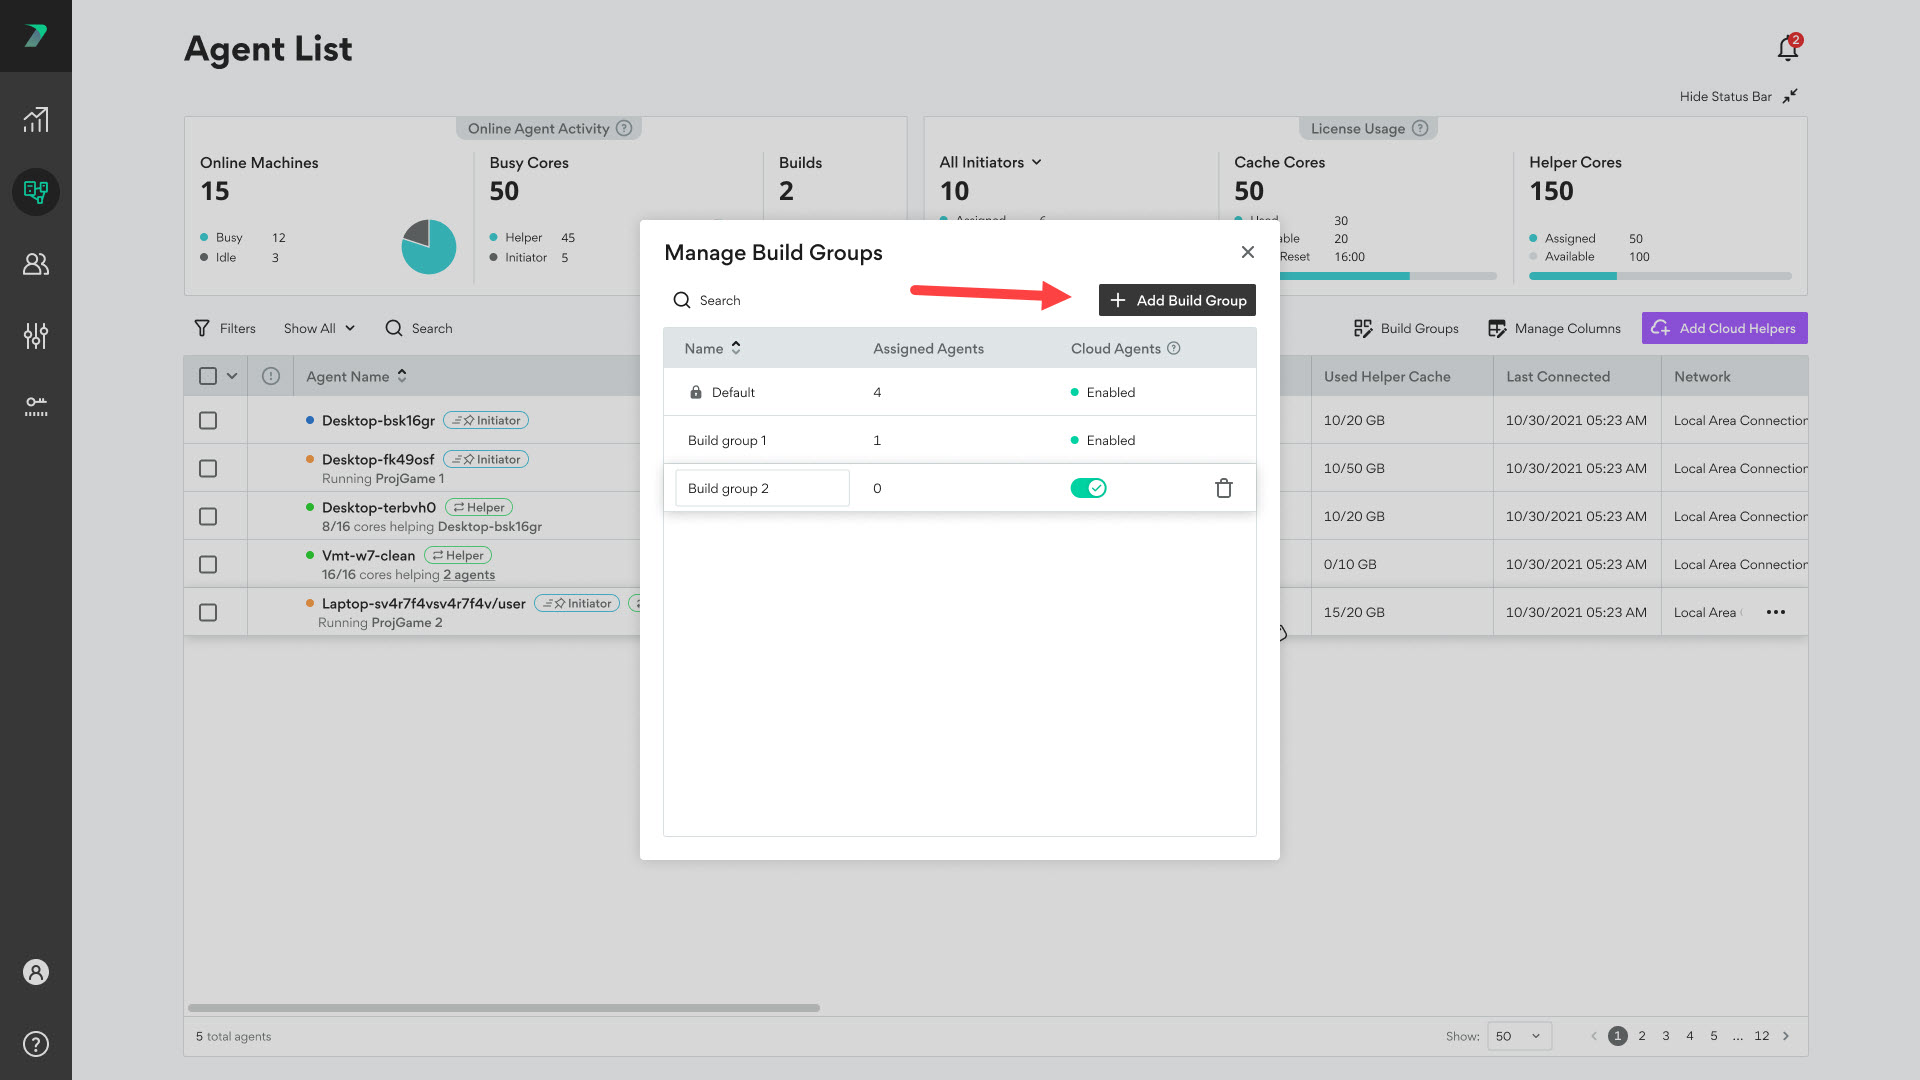 Agent List
2
Hide Status Bar
Online Agent Activity ?
License Usage ?
Online Machines
15
Busy 12
Idle 3
Busy Cores
50
Helper 45
Initiator 5
Builds
2
All Initiators
10
Cache Cores
50
30
20
Reset 16:00
Helper Cores
150
Assigned 50
Available 100
Filters Show All Search
Build Groups Manage Columns Add Cloud Helpers
Agent Name Used Helper Cache Last Connected Network
Desktop-bsk16gr Initiator 10/20 GB 10/30/2021 05:23 AM Local Area Connection
Desktop-fk49osf Initiator
Running ProjGame 1 10/50 GB 10/30/2021 05:23 AM Local Area Connection
Desktop-terbvh0 Helper
8/16 cores helping Desktop-bsk16gr 10/20 GB 10/30/2021 05:23 AM Local Area Connection
Vmt-w7-clean Helper
16/16 cores helping 2 agents 0/10 GB 10/30/2021 05:23 AM Local Area Connection
Laptop-sv4r7f4vsv4r7f4v/user Initiator
Running ProjGame 2 15/20 GB 10/30/2021 05:23 AM Local Area
Manage Build Groups
Search
Add Build Group
Name Assigned Agents Cloud Agents ?
Default 4 Enabled
Build group 1 1 Enabled
Build group 2 0
5 total agents
Show: 50
1 2 3 4 5 ... 12
?